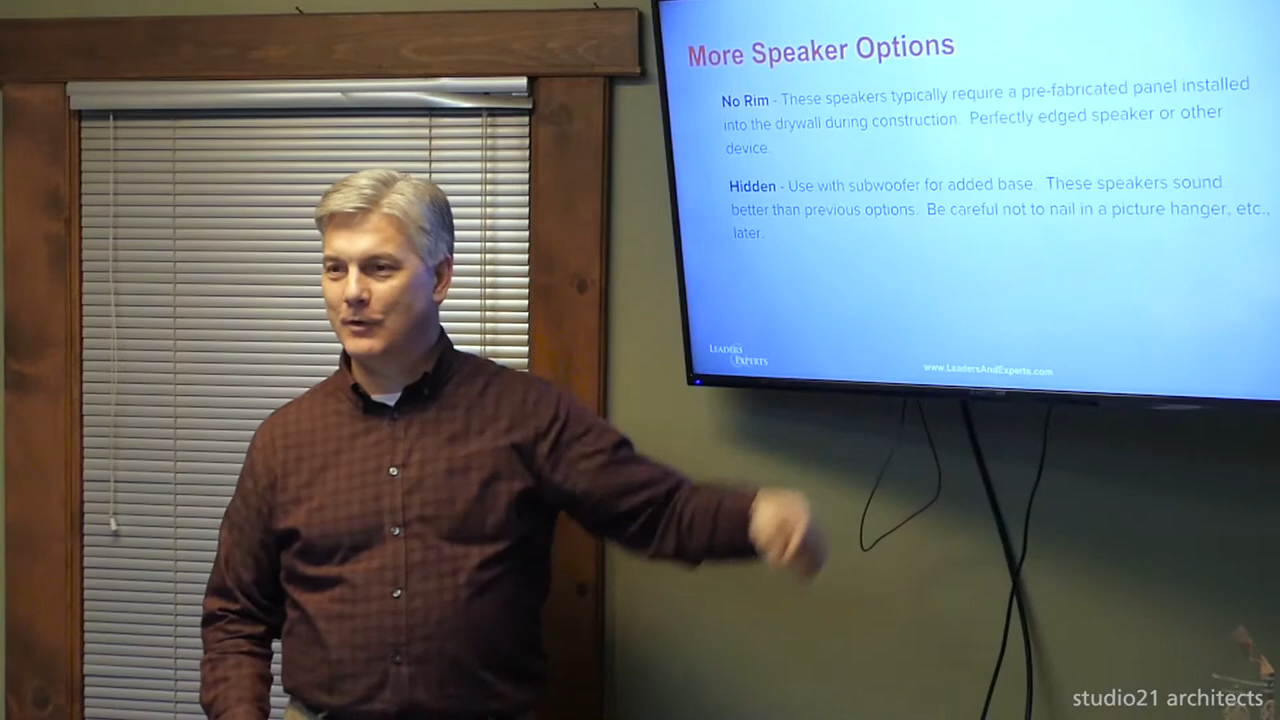 More Speaker Options
No Rim - These speakers typically require a pre-fabricated panel installed
into the drywall during construction. Perfectly edged speaker or other
device.
Hidden - Use with subwoofer for added base. These speakers sound
better than previous options. Be careful not to nail in a picture hanger, etc.,
later.
LEADERS
EXPERTS
www.LeadersAndExperts.com
studio21 architects